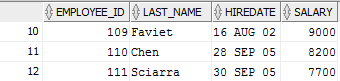 EMPLOYEE_ID LAST_NAME HIREDATE SALARY
10 109 Faviet 16 AUG 02 9000
11 110 Chen 28 SEP 05 8200
12 111 Sciarra 30 SEP 05 7700